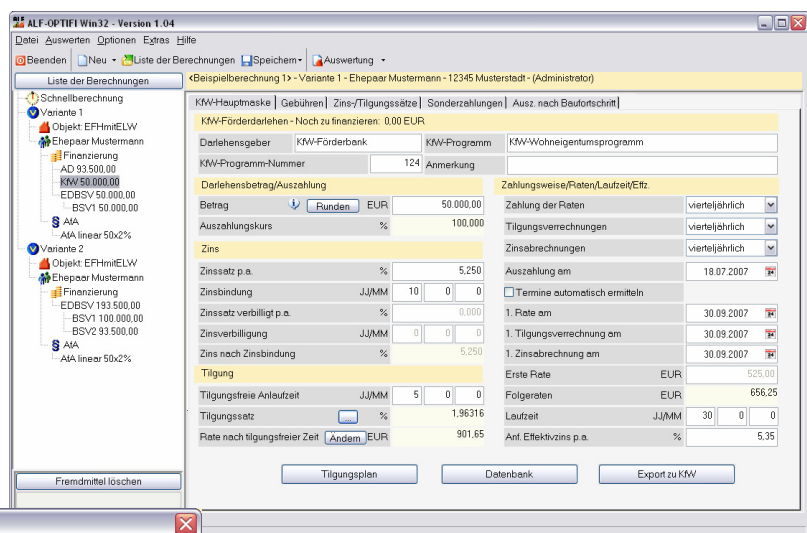 ALF-OPTIFI Win32 - Version 1.04
Datei Auswerten Optionen Extras Hilfe
Beenden Neu Liste der Berechnungen Speichern Auswertung
Liste der Berechnungen
<Beispielberechnung 1> - Variante 1 - Ehepaar Mustermann - 12345 Musterstadt - (Administrator)
Schnellberechnung
Variante 1
Objekt: EFHmitELW
Ehepaar Mustermann
Finanzierung
AD 93.500,00
KfW 50.000,00
EDBSV 50.000,00
BSV1 50.000,00
AfA
AfA linear 50x2%
Variante 2
Objekt: EFHmitELW
Ehepaar Mustermann
Finanzierung
EDBSV 193.500,00
BSV1 100.000,00
BSV2 93.500,00
AfA
AfA linear 50x2%
Fremdmittel löschen
KfW-Hauptmaske Gebühren Zins-/Tilgungssätze Sonderzahlungen Ausz. nach Baufortschritt
KfW-Förderdarlehen - Noch zu finanzieren: 0,00 EUR
Darlehensgeber KfW-Förderbank KfW-Programm KfW-Wohneigentumsprogramm
KfW-Programm-Nummer 124 Anmerkung
Darlehensbetrag/Auszahlung
Betrag Runden EUR 50.000,00
Auszahlungskurs % 100,000
Zins
Zinssatz p.a. % 5,250
Zinsbindung JJ/MM 10 0 0
Zinssatz verbilligt p.a. % 0,000
Zinsverbilligung JJ/MM 0 0 0
Zins nach Zinsbindung % 5,250
Tilgung
Tilgungsfreie Anlaufzeit JJ/MM 5 0 0
Tilgungssatz ... % 1,96316
Rate nach tilgungsfreier Zeit Ändern EUR 901,65
Zahlungsweise/Raten/Laufzeit/Effz.
Zahlung der Raten vierteljährlich
Tilgungsverrechnungen vierteljährlich
Zinsabrechnungen vierteljährlich
Auszahlung am 18.07.2007
Termine automatisch ermitteln
1. Rate am 30.09.2007
1. Tilgungsverrechnung am 30.09.2007
1. Zinsabrechnung am 30.09.2007
Erste Rate EUR 525,00
Folgeraten EUR 656,25
Laufzeit JJ/MM 30 0 0
Anf. Effektivzins p.a. % 5,35
Tilgungsplan Datenbank Export zu KfW